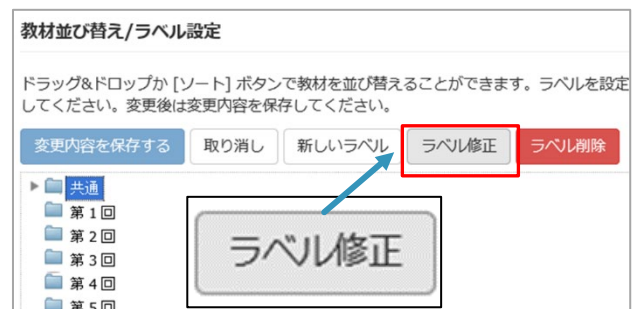 教材並び替え/ラベル設定
ドラッグ&ドロップか [ソート] ボタンで教材を並び替えることができます。ラベルを設定
してください。変更後は変更内容を保存してください。
変更内容を保存する 取り消し 新しいラベル ラベル修正 ラベル削除
共通
第1回
第2回
第3回
第4回
第5回
ラベル修正